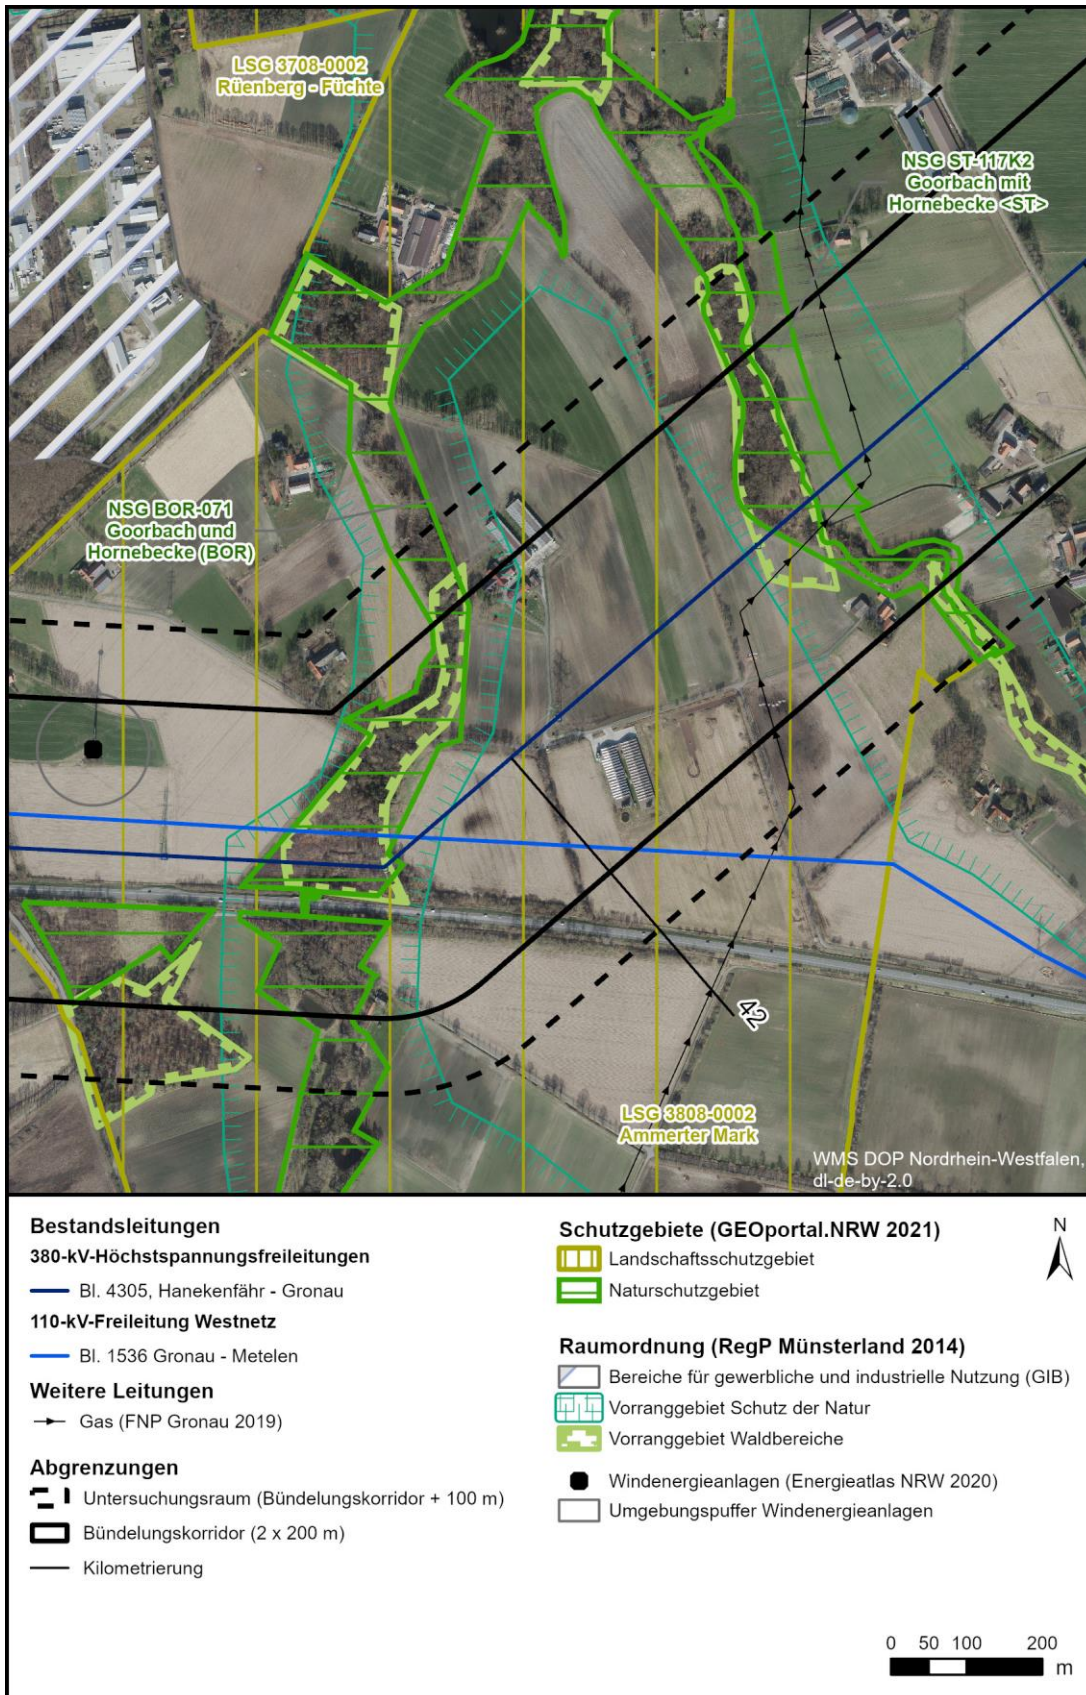 LSG 3708-0002
Rüenberg - Füchte
NSG ST-117K2
Goorbach mit
Hornebecke <ST>
NSG BOR-071
Goorbach und
Hornebecke (BOR)
42
LSG 3808-0002
Ammerter Mark
WMS DOP Nordrhein-Westfalen,
dl-de-by-2.0
Bestandsleitungen
380-kV-Höchstspannungsfreileitungen
Bl. 4305, Hanekenfähr - Gronau
110-kV-Freileitung Westnetz
Bl. 1536 Gronau - Metelen
Weitere Leitungen
Gas (FNP Gronau 2019)
Abgrenzungen
Untersuchungsraum (Bündelungskorridor + 100 m)
Bündelungskorridor (2 x 200 m)
Kilometrierung
Schutzgebiete (GEOportal.NRW 2021)
Landschaftsschutzgebiet
Naturschutzgebiet
Raumordnung (RegP Münsterland 2014)
Bereiche für gewerbliche und industrielle Nutzung (GIB)
Vorranggebiet Schutz der Natur
Vorranggebiet Waldbereiche
Windenergieanlagen (Energieatlas NRW 2020)
Umgebungspuffer Windenergieanlagen
N
0 50 100 200
m